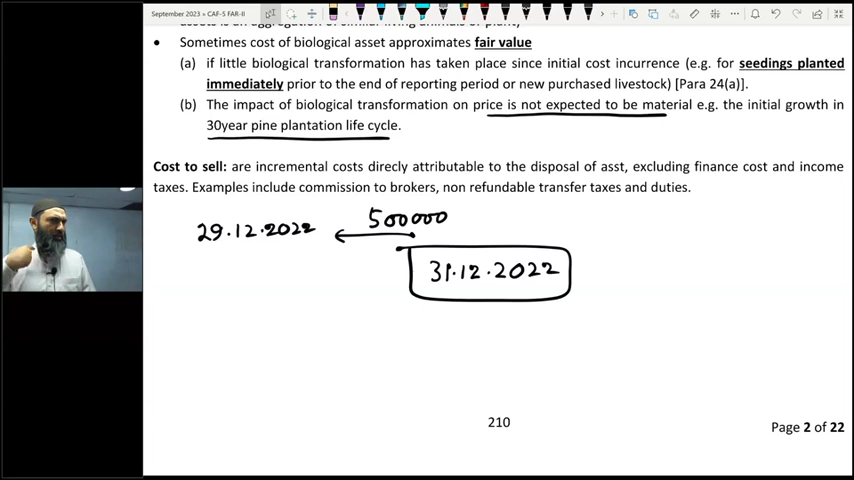 September 2023 » CAF-5 FAR-II
• Sometimes cost of biological asset approximates fair value
(a) if little biological transformation has taken place since initial cost incurrence (e.g. for seedings planted
immediately prior to the end of reporting period or new purchased livestock) [Para 24(a)].
(b) The impact of biological transformation on price is not expected to be material e.g. the initial growth in
30year pine plantation life cycle.
Cost to sell: are incremental costs direcly attributable to the disposal of asst, excluding finance cost and income
taxes. Examples include commission to brokers, non refundable transfer taxes and duties.
500000
29.12.2022
31.12.2022
210
Page 2 of 22